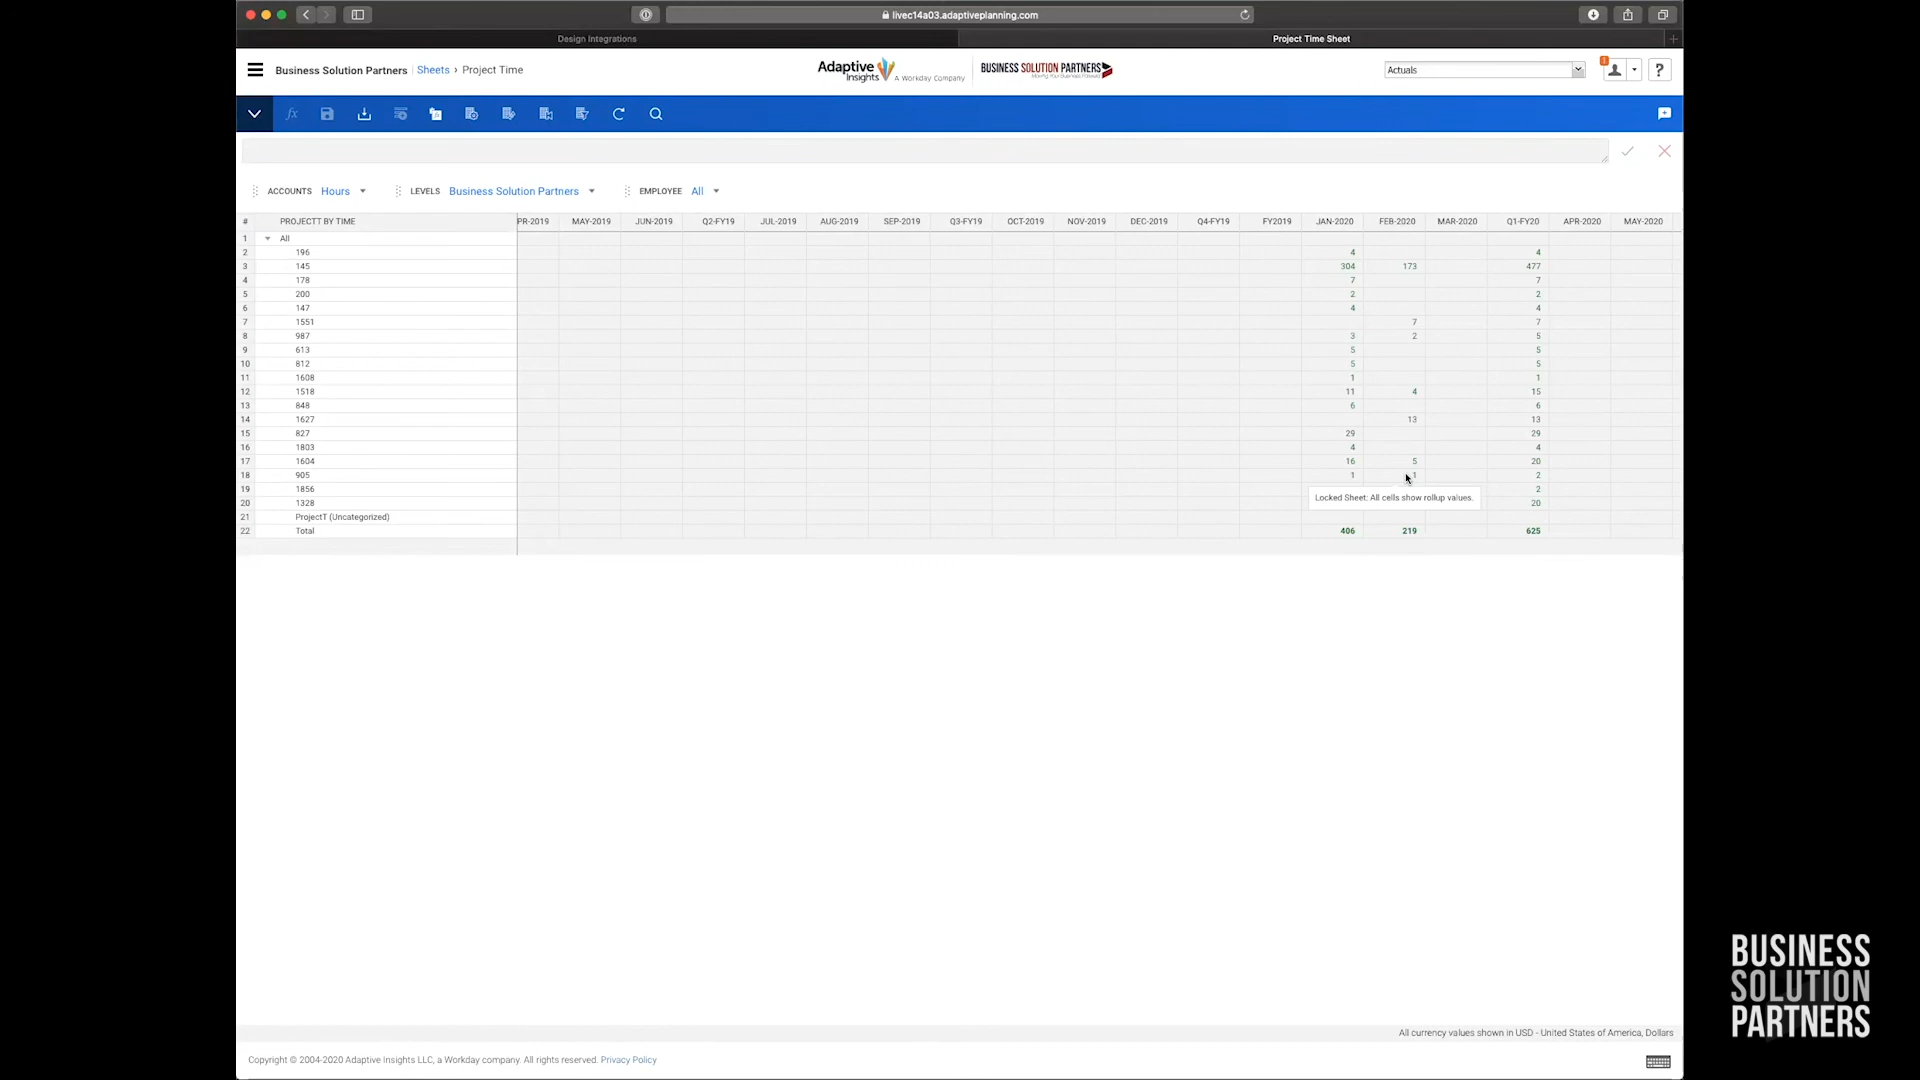 livec14a03.adaptiveplanning.com
Design Integrations
Project Time Sheet
Business Solution Partners Sheets › Project Time
Adaptive Insights A Workday Company
BUSINESS SOLUTION PARTNERS
Actuals
1
?
fx
ACCOUNTS Hours LEVELS Business Solution Partners EMPLOYEE All
# PROJECTT BY TIME PR-2019 MAY-2019 JUN-2019 Q2-FY19 JUL-2019 AUG-2019 SEP-2019 Q3-FY19 OCT-2019 NOV-2019 DEC-2019 Q4-FY19 FY2019 JAN-2020 FEB-2020 MAR-2020 Q1-FY20 APR-2020 MAY-2020
1 All
2 196 4 4
3 145 304 173 477
4 178 7 7
5 200 2 2
6 147 4 4
7 1551 7 7
8 987 3 2 5
9 613 5 5
10 812 5 5
11 1608 1 1
12 1518 11 4 15
13 848 6 6
14 1627 13 13
15 827 29 29
16 1803 4 4
17 1604 16 5 20
18 905 1 1 2
19 1856 2
Locked Sheet: All cells show rollup values.
20 1328 20
21 ProjectT (Uncategorized)
22 Total 406 219 625
BUSINESS
SOLUTION
PARTNERS
All currency values shown in USD - United States of America, Dollars
Copyright © 2004-2020 Adaptive Insights LLC, a Workday company. All rights reserved. Privacy Policy